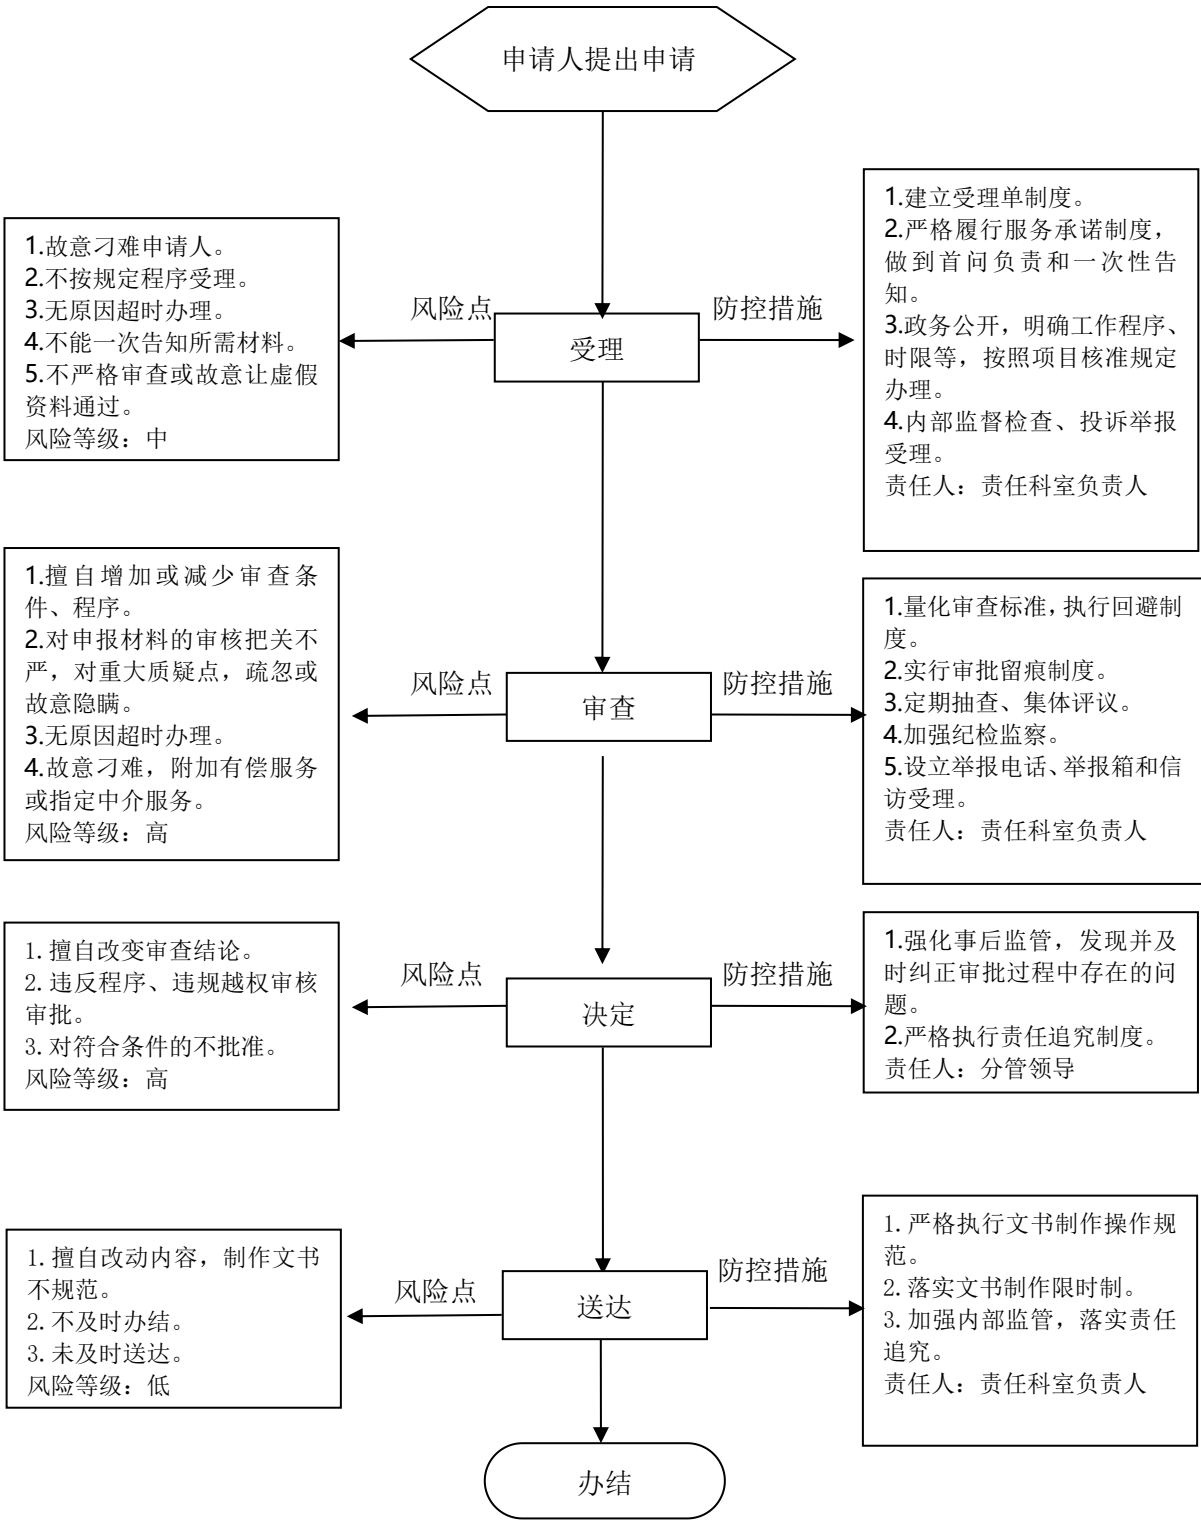 申请人提出申请
1.故意刁难申请人。
2.不按规定程序受理。
3.无原因超时办理。
4.不能一次告知所需材料。
5.不严格审查或故意让虚假
资料通过。
风险等级：中
风险点
受理
防控措施
1.建立受理单制度。
2.严格履行服务承诺制度，
做到首问负责和一次性告
知。
3.政务公开，明确工作程序、
时限等，按照项目核准规定
办理。
4.内部监督检查、投诉举报
受理。
责任人：责任科室负责人
1.擅自增加或减少审查条
件、程序。
2.对申报材料的审核把关不
严，对重大质疑点，疏忽或
故意隐瞒。
3.无原因超时办理。
4.故意刁难，附加有偿服务
或指定中介服务。
风险等级：高
风险点
审查
防控措施
1.量化审查标准，执行回避制
度。
2.实行审批留痕制度。
3.定期抽查、集体评议。
4.加强纪检监察。
5.设立举报电话、举报箱和信
访受理。
责任人：责任科室负责人
1.擅自改变审查结论。
2.违反程序、违规越权审核
审批。
3.对符合条件的不批准。
风险等级：高
风险点
决定
防控措施
1.强化事后监管，发现并及
时纠正审批过程中存在的问
题。
2.严格执行责任追究制度。
责任人：分管领导
1.擅自改动内容，制作文书
不规范。
2.不及时办结。
3.未及时送达。
风险等级：低
风险点
送达
防控措施
1.严格执行文书制作操作规
范。
2.落实文书制作限时制。
3.加强内部监管，落实责任
追究。
责任人：责任科室负责人
办结